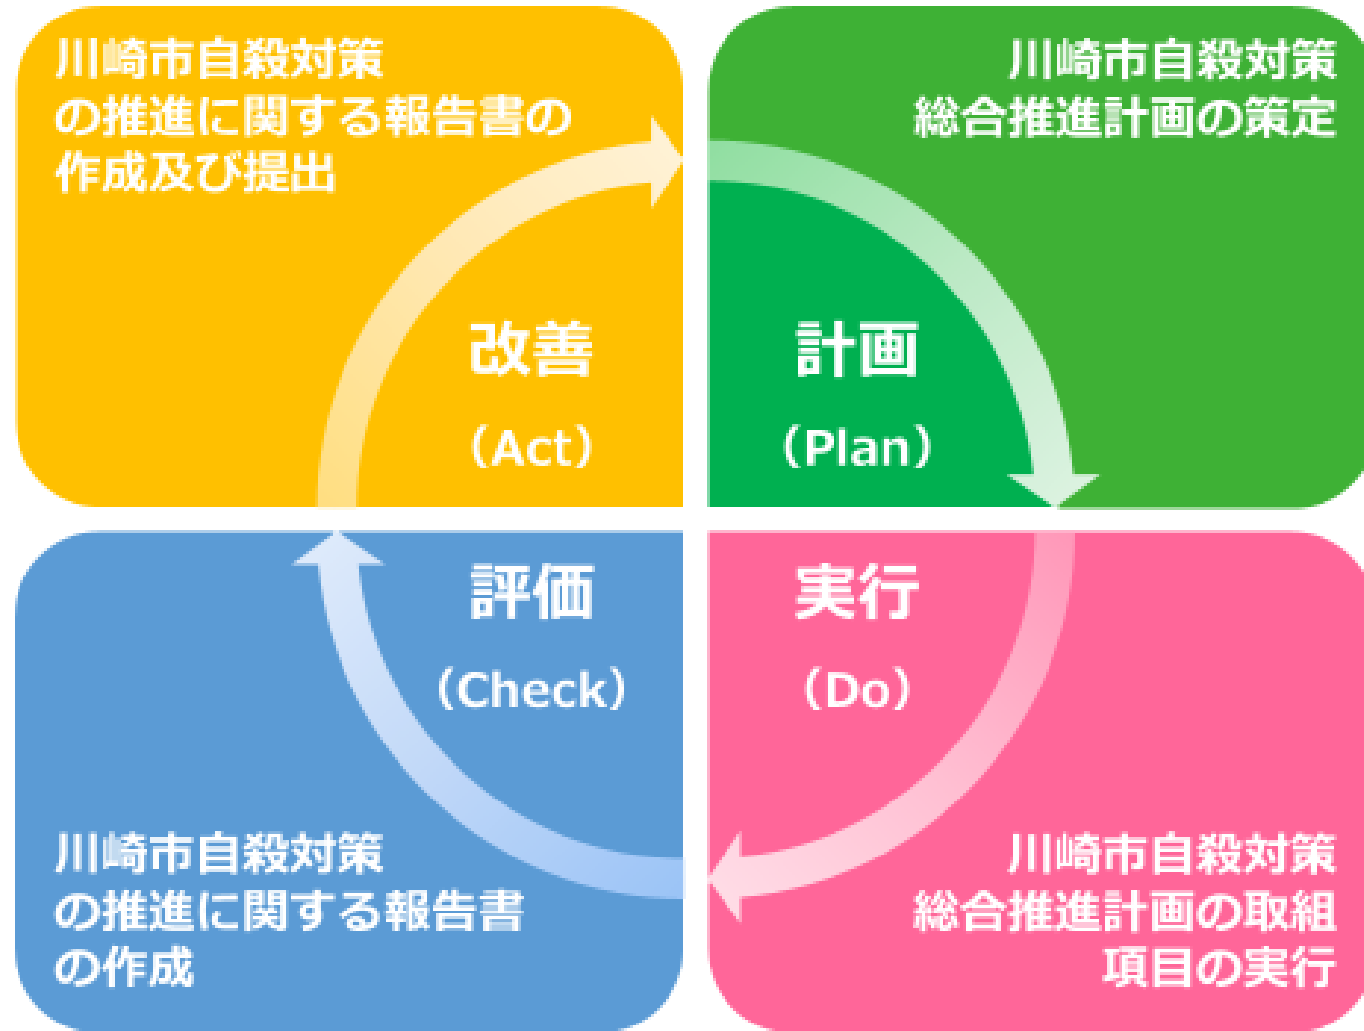 川崎市自殺対策
の推進に関する報告書の
作成及び提出
改善
（Act）
川崎市自殺対策
総合推進計画の策定
計画
（Plan）
評価
（Check）
川崎市自殺対策
の推進に関する報告書
の作成
実行
（Do）
川崎市自殺対策
総合推進計画の取組
項目の実行